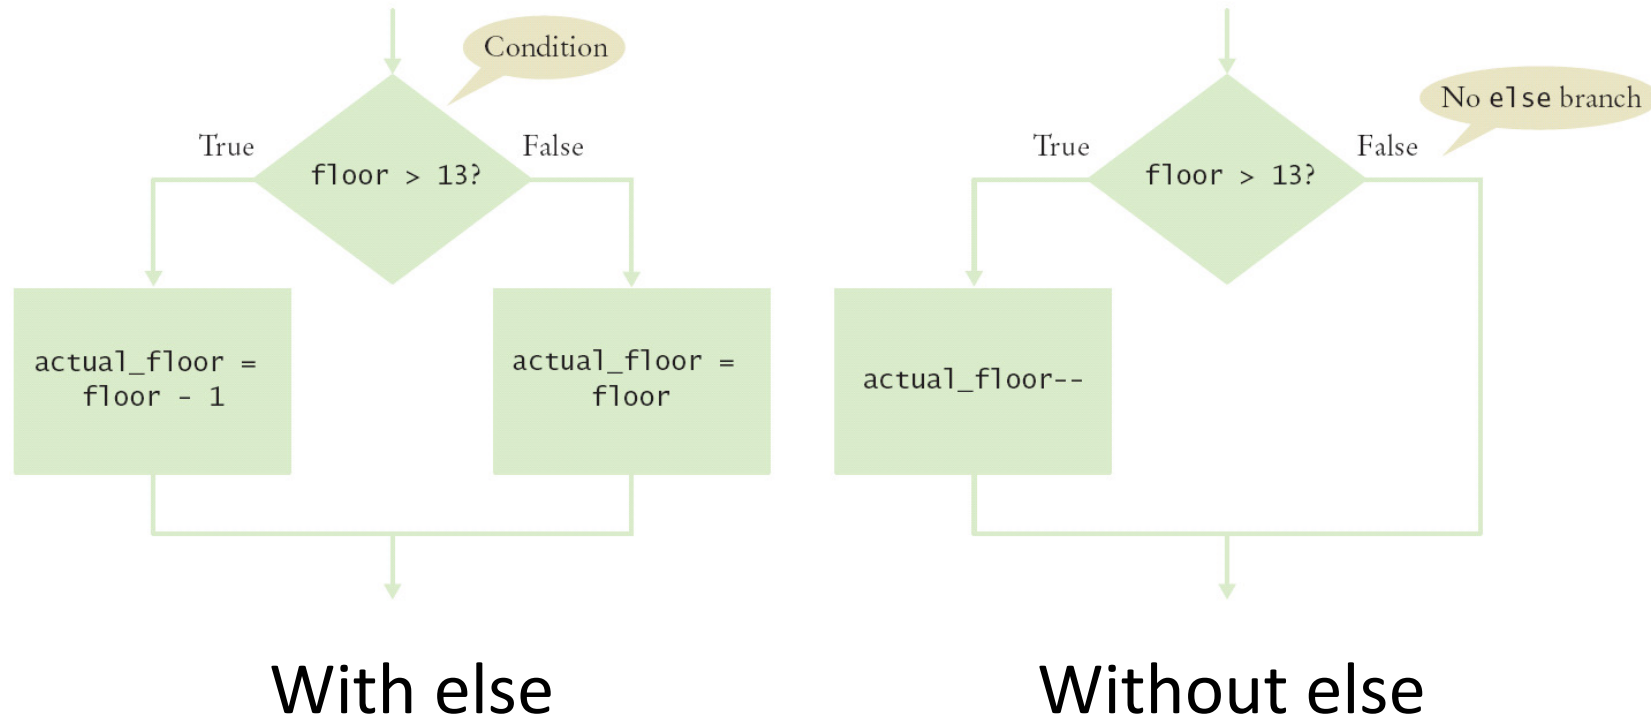 Condition
True
False
floor > 13?
actual_floor =
floor - 1
actual_floor =
floor
With else
No else branch
True
False
floor > 13?
actual_floor--
Without else